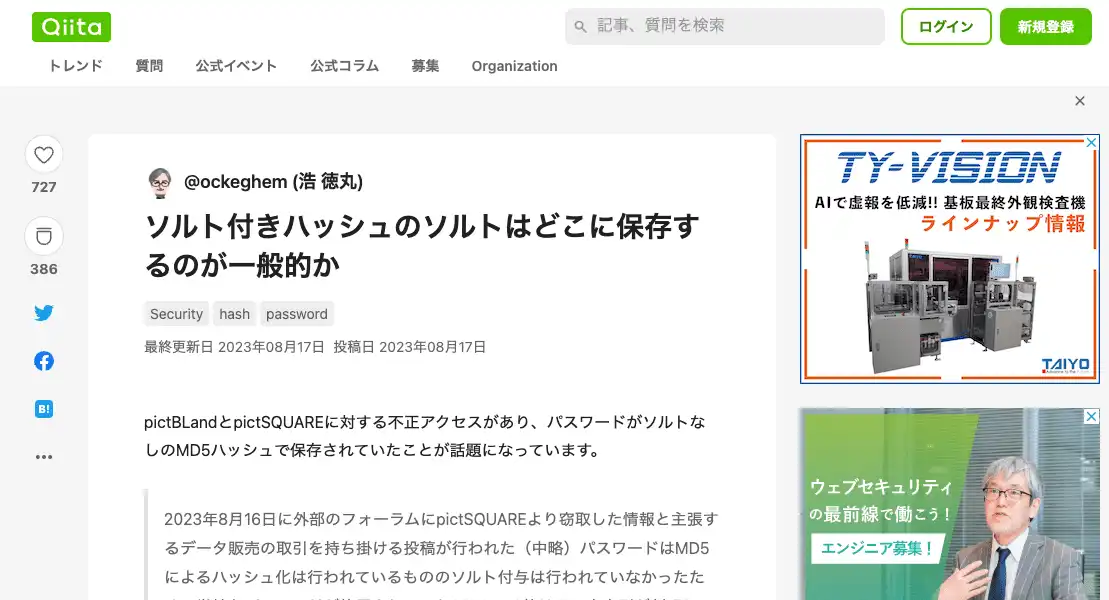 Qiita
記事、質問を検索
ログイン
新規登録
トレンド 質問 公式イベント 公式コラム 募集 Organization
727
386
B!
@ockeghem (浩 徳丸)
ソルト付きハッシュのソルトはどこに保存す
るのが一般的か
Security hash password
最終更新日 2023年08月17日 投稿日 2023年08月17日
pictBLandとpictSQUAREに対する不正アクセスがあり、パスワードがソルトな
しのMD5ハッシュで保存されていたことが話題になっています。
2023年8月16日に外部のフォーラムにpictSQUAREより窃取した情報と主張す
るデータ販売の取引を持ち掛ける投稿が行われた（中略）パスワードはMD5
によるハッシュ化は行われているもののソルト付与は行われていなかったた
TY-VISION
AIで虚報を低減!! 基板最終外観検査機
ラインナップ情報
TAIYO
ウェブセキュリティ
の最前線で働こう！
エンジニア募集！